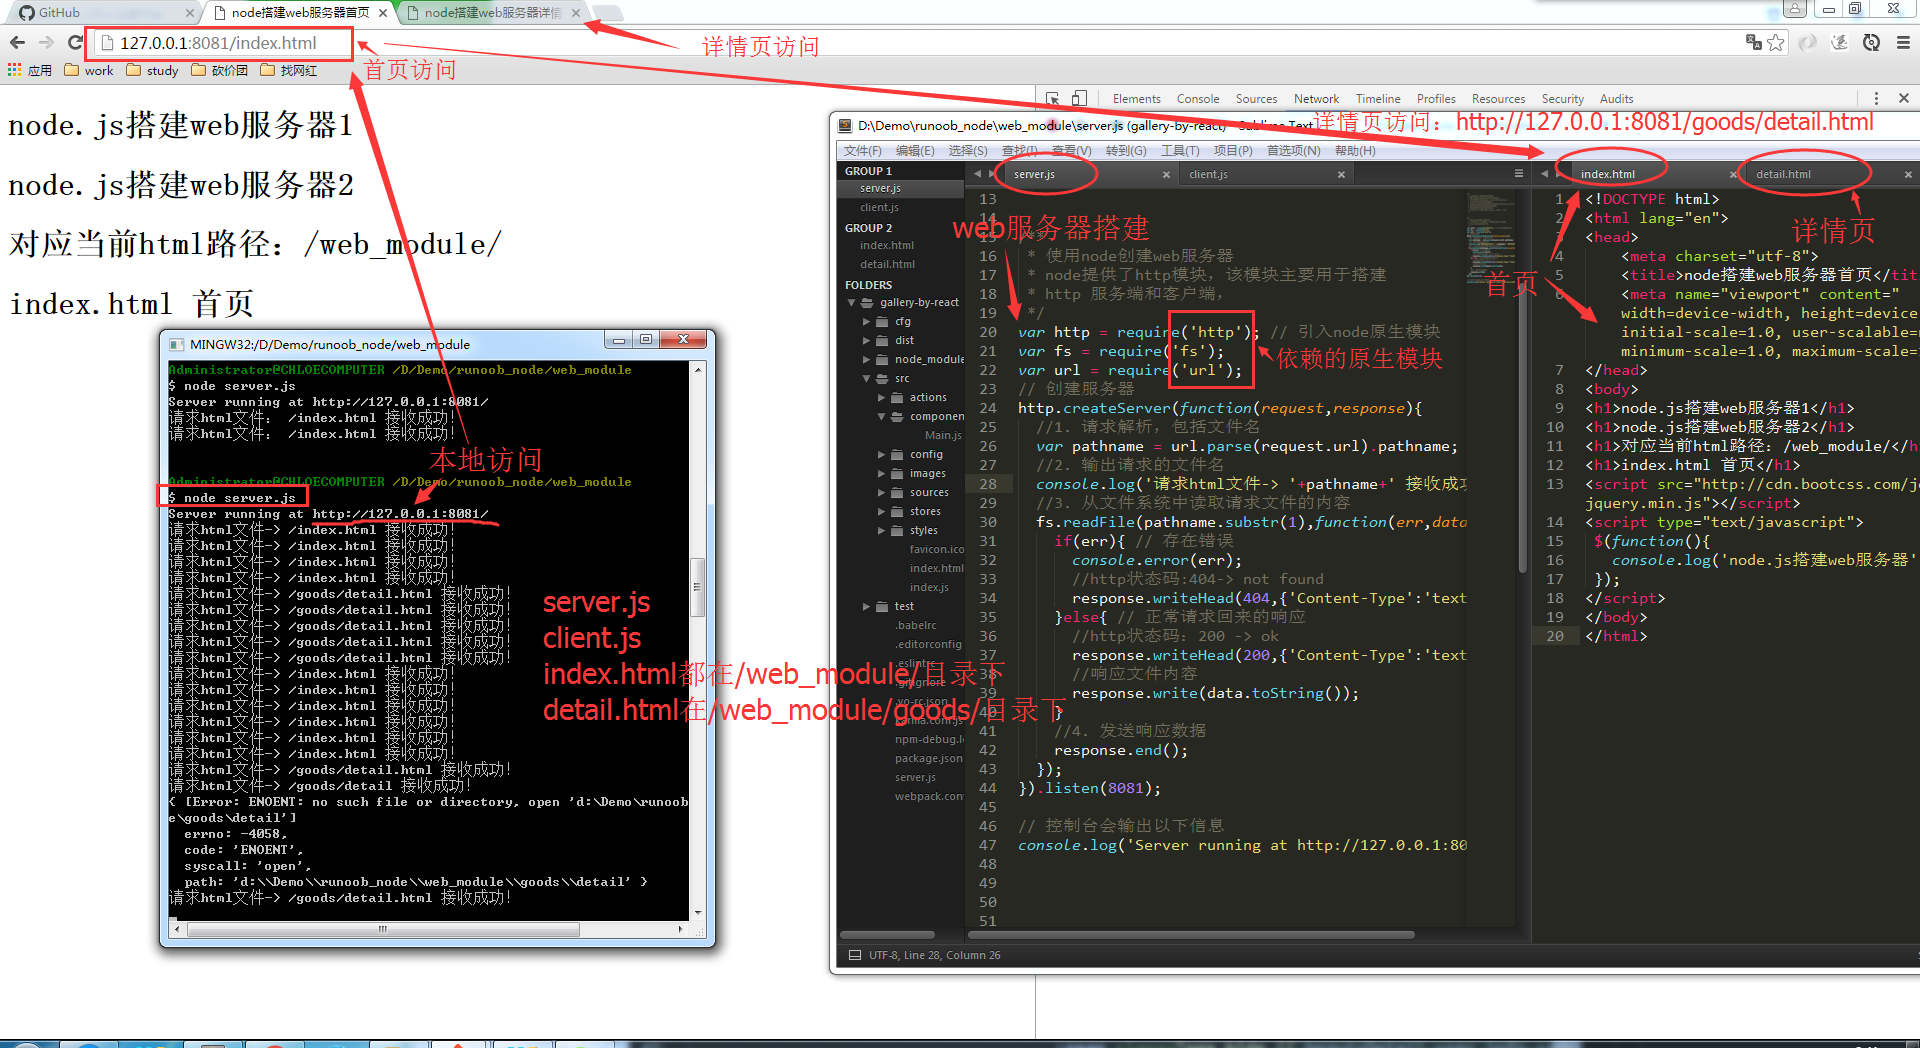 GitHub
node搭建web服务器首页
node搭建web服务器详情
127.0.0.1:8081/index.html
首页访问
详情页访问
应用
work
study
砍价团
找网红
node.js搭建web服务器1
node.js搭建web服务器2
对应当前html路径: /web_module/
index.html 首页
Elements Console Sources Network Timeline Profiles Resources Security Audits
详情页访问: http://127.0.0.1:8081/goods/detail.html
MINGW32:/D/Demo/runoob_node/web_module
Administrator@CHLOECOMPUTER /D/Demo/runoob_node/web_module
$ node server.js
Server running at http://127.0.0.1:8081/
请求html文件: /index.html 接收成功!
请求html文件: /index.html 接收成功!
本地访问
Administrator@CHLOECOMPUTER /D/Demo/runoob_node/web_module
$ node server.js
Server running at http://127.0.0.1:8081/
请求html文件-> /index.html 接收成功!
请求html文件-> /index.html 接收成功!
请求html文件-> /index.html 接收成功!
请求html文件-> /index.html 接收成功!
请求html文件-> /goods/detail.html 接收成功!
请求html文件-> /goods/detail.html 接收成功!
请求html文件-> /goods/detail.html 接收成功!
请求html文件-> /goods/detail.html 接收成功!
请求html文件-> /goods/detail.html 接收成功!
请求html文件-> /index.html 接收成功!
请求html文件-> /index.html 接收成功!
请求html文件-> /index.html 接收成功!
请求html文件-> /index.html 接收成功!
请求html文件-> /index.html 接收成功!
请求html文件-> /index.html 接收成功!
请求html文件-> /goods/detail.html 接收成功!
请求html文件-> /goods/detail 接收成功!
{ [Error: ENOENT: no such file or directory, open 'd:\Demo\runoob
e\goods\detail']
errno: -4058,
code: 'ENOENT',
syscall: 'open',
path: 'd:\\Demo\\runoob_node\\web_module\\goods\\detail' }
请求html文件-> /goods/detail.html 接收成功!
server.js
client.js
index.html都在/web_module/目录下
detail.html在/web_module/goods/目录下
D:\Demo\runoob_node\web_module\server.js (gallery-by-react) - Sublime Text
文件(F) 编辑(E) 选择(S) 查找(I) 查看(V) 转到(G) 工具(T) 项目(P) 首选项(N) 帮助(H)
GROUP 1
server.js
client.js
GROUP 2
index.html
detail.html
FOLDERS
gallery-by-react
cfg
dist
node_module
src
actions
componen
Main.js
config
images
sources
stores
styles
favicon.ico
index.html
index.js
test
.babelrc
.editorconfig
.eslintrc
.gitignore
.yo-rc.json
karma.conf.js
npm-debug.l
package.json
server.js
webpack.con
server.js
client.js
web服务器搭建
13
14
15 /**
16 * 使用node创建web服务器
17 * node提供了http模块，该模块主要用于搭建
18 * http 服务端和客户端，
19 */
20 var http = require('http'); // 引入node原生模块
21 var fs = require('fs');
22 var url = require('url');
依赖的原生模块
23 // 创建服务器
24 http.createServer(function(request,response){
25 //1. 请求解析，包括文件名
26 var pathname = url.parse(request.url).pathname;
27 //2. 输出请求的文件名
28 console.log('请求html文件-> '+pathname+' 接收成功
29 //3. 从文件系统中读取请求文件的内容
30 fs.readFile(pathname.substr(1),function(err,data
31 if(err){ // 存在错误
32 console.error(err);
33 //http状态码:404-> not found
34 response.writeHead(404,{'Content-Type':'text
35 }else{ // 正常请求回来的响应
36 //http状态码: 200 -> ok
37 response.writeHead(200,{'Content-Type':'text
38 //响应文件内容
39 response.write(data.toString());
40 }
41 //4. 发送响应数据
42 response.end();
43 });
44 }).listen(8081);
45
46 // 控制台会输出以下信息
47 console.log('Server running at http://127.0.0.1:80
48
49
50
51
index.html
detail.html
首页
详情页
1 <!DOCTYPE html>
2 <html lang="en">
3 <head>
4 <meta charset="utf-8">
5 <title>node搭建web服务器首页</tit
6 <meta name="viewport" content="
width=device-width, height=device
initial-scale=1.0, user-scalable=
minimum-scale=1.0, maximum-scale=
7 </head>
8 <body>
9 <h1>node.js搭建web服务器1</h1>
10 <h1>node.js搭建web服务器2</h1>
11 <h1>对应当前html路径: /web_module/</h
12 <h1>index.html 首页</h1>
13 <script src="http://cdn.bootcss.com/j
jquery.min.js"></script>
14 <script type="text/javascript">
15 $(function(){
16 console.log('node.js搭建web服务器'
17 });
18 </script>
19 </body>
20 </html>
UTF-8, Line 28, Column 26